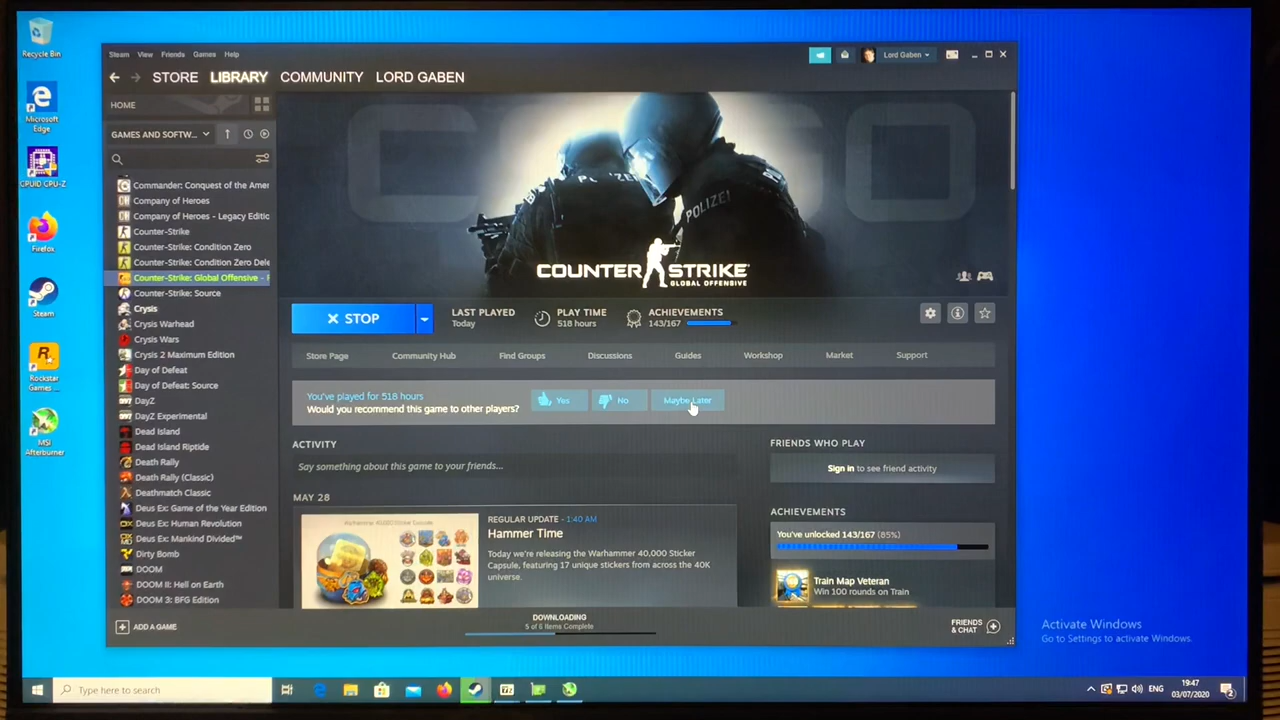 Recycle Bin
Microsoft
Edge
CPUID CPU-Z
Firefox
Steam
Rockstar
Games ...
MSI
Afterburner
Steam View Friends Games Help
Lord Gaben
STORE LIBRARY COMMUNITY LORD GABEN
HOME
GAMES AND SOFTW...
Commander: Conquest of the Amer
Company of Heroes
Company of Heroes - Legacy Editio
Counter-Strike
Counter-Strike: Condition Zero
Counter-Strike: Condition Zero Dele
Counter-Strike: Global Offensive - R
Counter-Strike: Source
Crysis
Crysis Warhead
Crysis Wars
Crysis 2 Maximum Edition
Day of Defeat
Day of Defeat: Source
DayZ
DayZ Experimental
Dead Island
Dead Island Riptide
Death Rally
Death Rally (Classic)
Deathmatch Classic
Deus Ex: Game of the Year Edition
Deus Ex: Human Revolution
Deus Ex: Mankind Divided™
Dirty Bomb
DOOM
DOOM II: Hell on Earth
DOOM 3: BFG Edition
ADD A GAME
POLIZEI
POLIZEI
COUNTER STRIKE
GLOBAL OFFENSIVE
STOP
LAST PLAYED
Today
PLAY TIME
518 hours
ACHIEVEMENTS
143/167
Store Page Community Hub Find Groups Discussions Guides Workshop Market Support
You've played for 518 hours
Would you recommend this game to other players?
Yes No Maybe Later
ACTIVITY
Say something about this game to your friends...
MAY 28
REGULAR UPDATE - 1:40 AM
Hammer Time
Today we're releasing the Warhammer 40,000 Sticker
Capsule, featuring 17 unique stickers from across the 40K
universe.
FRIENDS WHO PLAY
Sign in to see friend activity
ACHIEVEMENTS
You've unlocked 143/167 (85%)
Train Map Veteran
Win 100 rounds on Train
DOWNLOADING
5 of 6 Items Complete
FRIENDS
& CHAT
Activate Windows
Go to Settings to activate Windows.
Type here to search
ENG
19:47
03/07/2020
2